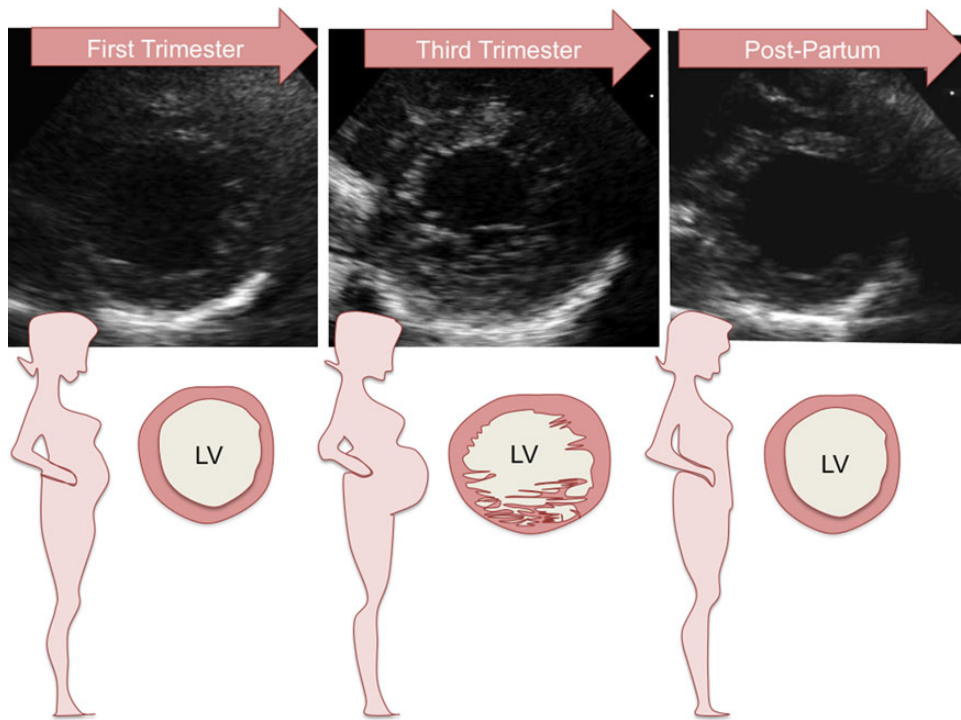 First Trimester
Third Trimester
Post-Partum
LV
LV
LV